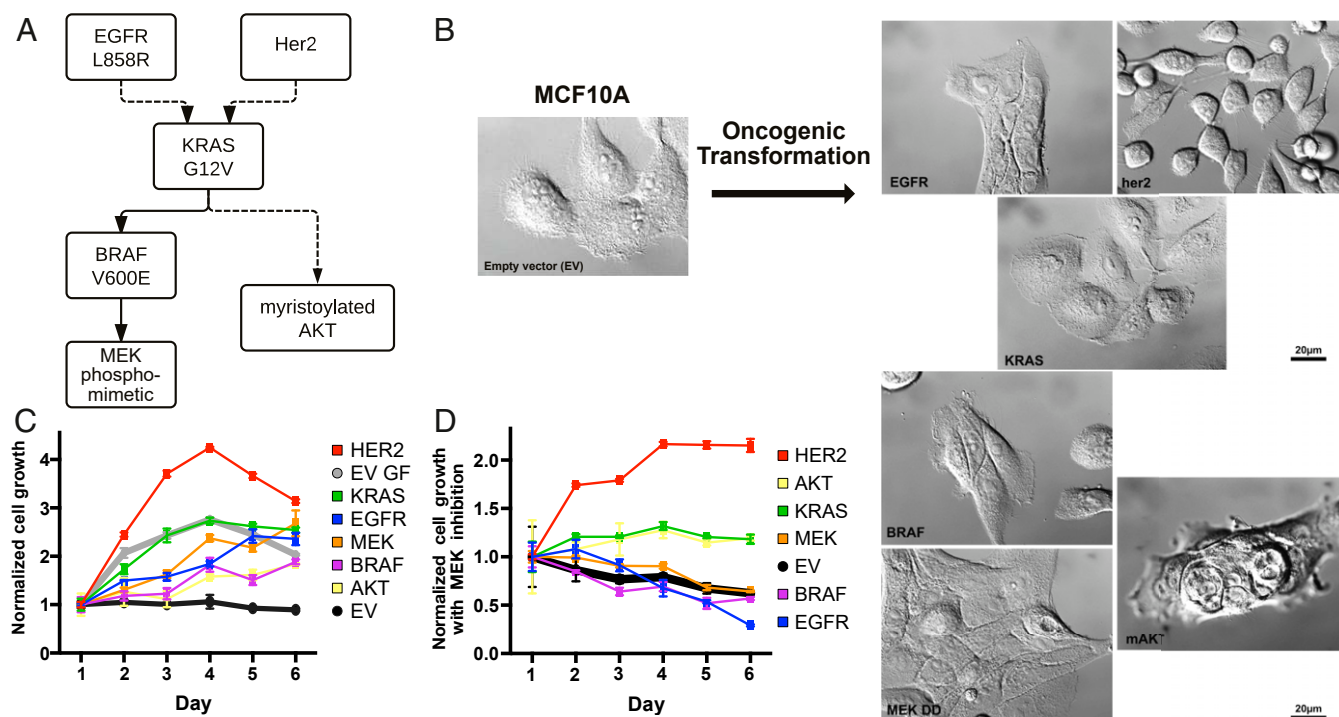 A
EGFR
L858R
Her2
KRAS
G12V
BRAF
V600E
myristoylated
AKT
MEK
phospho-
mimetic
B
MCF10A
Empty vector (EV)
Oncogenic
Transformation
EGFR
her2
KRAS
20µm
BRAF
mAKT
MEK DD
20µm
C
Normalized cell growth
4
3
2
1
0
1 2 3 4 5 6
Day
HER2
EV GF
KRAS
EGFR
MEK
BRAF
AKT
EV
D
Normalized cell growth
with MEK inhibition
2.0
1.5
1.0
0.5
0.0
1 2 3 4 5 6
Day
HER2
AKT
KRAS
MEK
EV
BRAF
EGFR